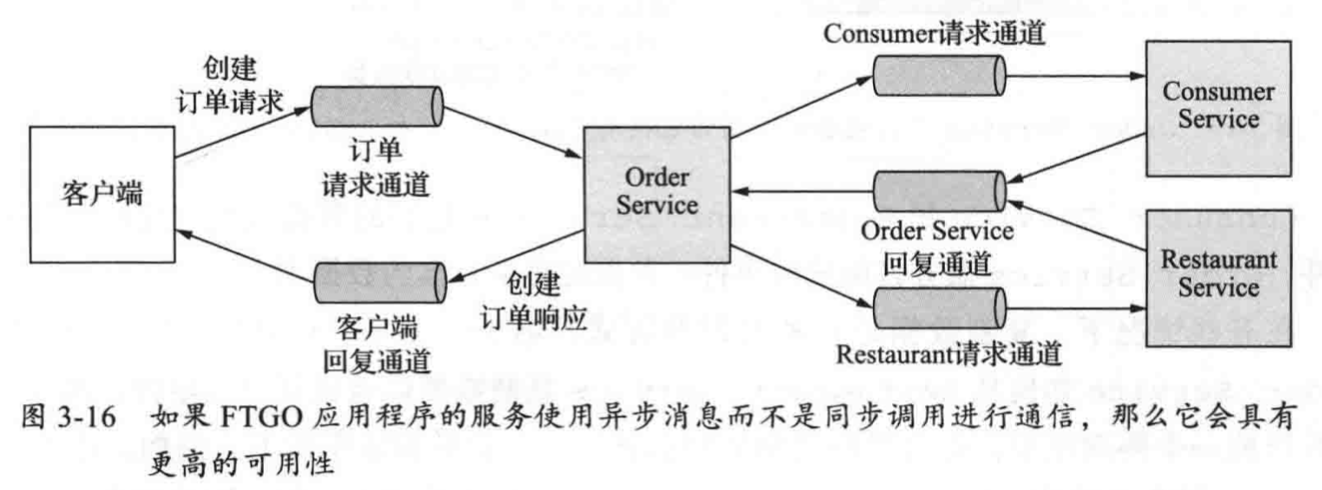 Consumer请求通道
创建
订单请求
Consumer
Service
订单
请求通道
客户端
Order
Service
Order Service
回复通道
Restaurant
Service
创建
订单响应
客户端
回复通道
Restaurant请求通道
图 3-16 如果 FTGO 应用程序的服务使用异步消息而不是同步调用进行通信，那么它会具有
更高的可用性